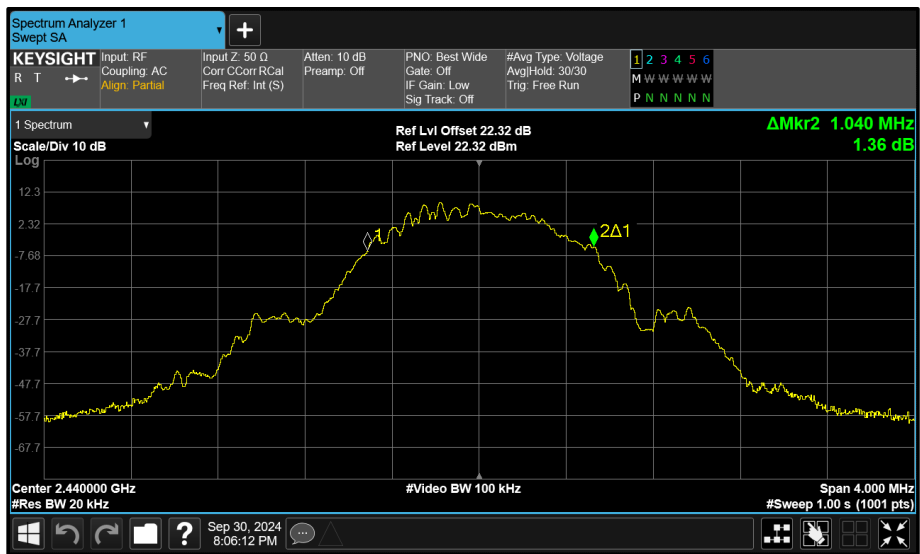 Spectrum Analyzer 1
Swept SA
KEYSIGHT
R T
LXI
Input: RF
Coupling: AC
Align: Partial
Input Z: 50 Ω
Corr CCorr RCal
Freq Ref: Int (S)
Atten: 10 dB
Preamp: Off
PNO: Best Wide
Gate: Off
IF Gain: Low
Sig Track: Off
#Avg Type: Voltage
Avg|Hold: 30/30
Trig: Free Run
1 2 3 4 5 6
M W W W W W
P N N N N N
1 Spectrum
Scale/Div 10 dB
Ref Lvl Offset 22.32 dB
Ref Level 22.32 dBm
ΔMkr2 1.040 MHz
1.36 dB
Log
12.3
2.32
-7.68
-17.7
-27.7
-37.7
-47.7
-57.7
-67.7
1
2Δ1
Center 2.440000 GHz
#Res BW 20 kHz
#Video BW 100 kHz
Span 4.000 MHz
#Sweep 1.00 s (1001 pts)
?
Sep 30, 2024
8:06:12 PM